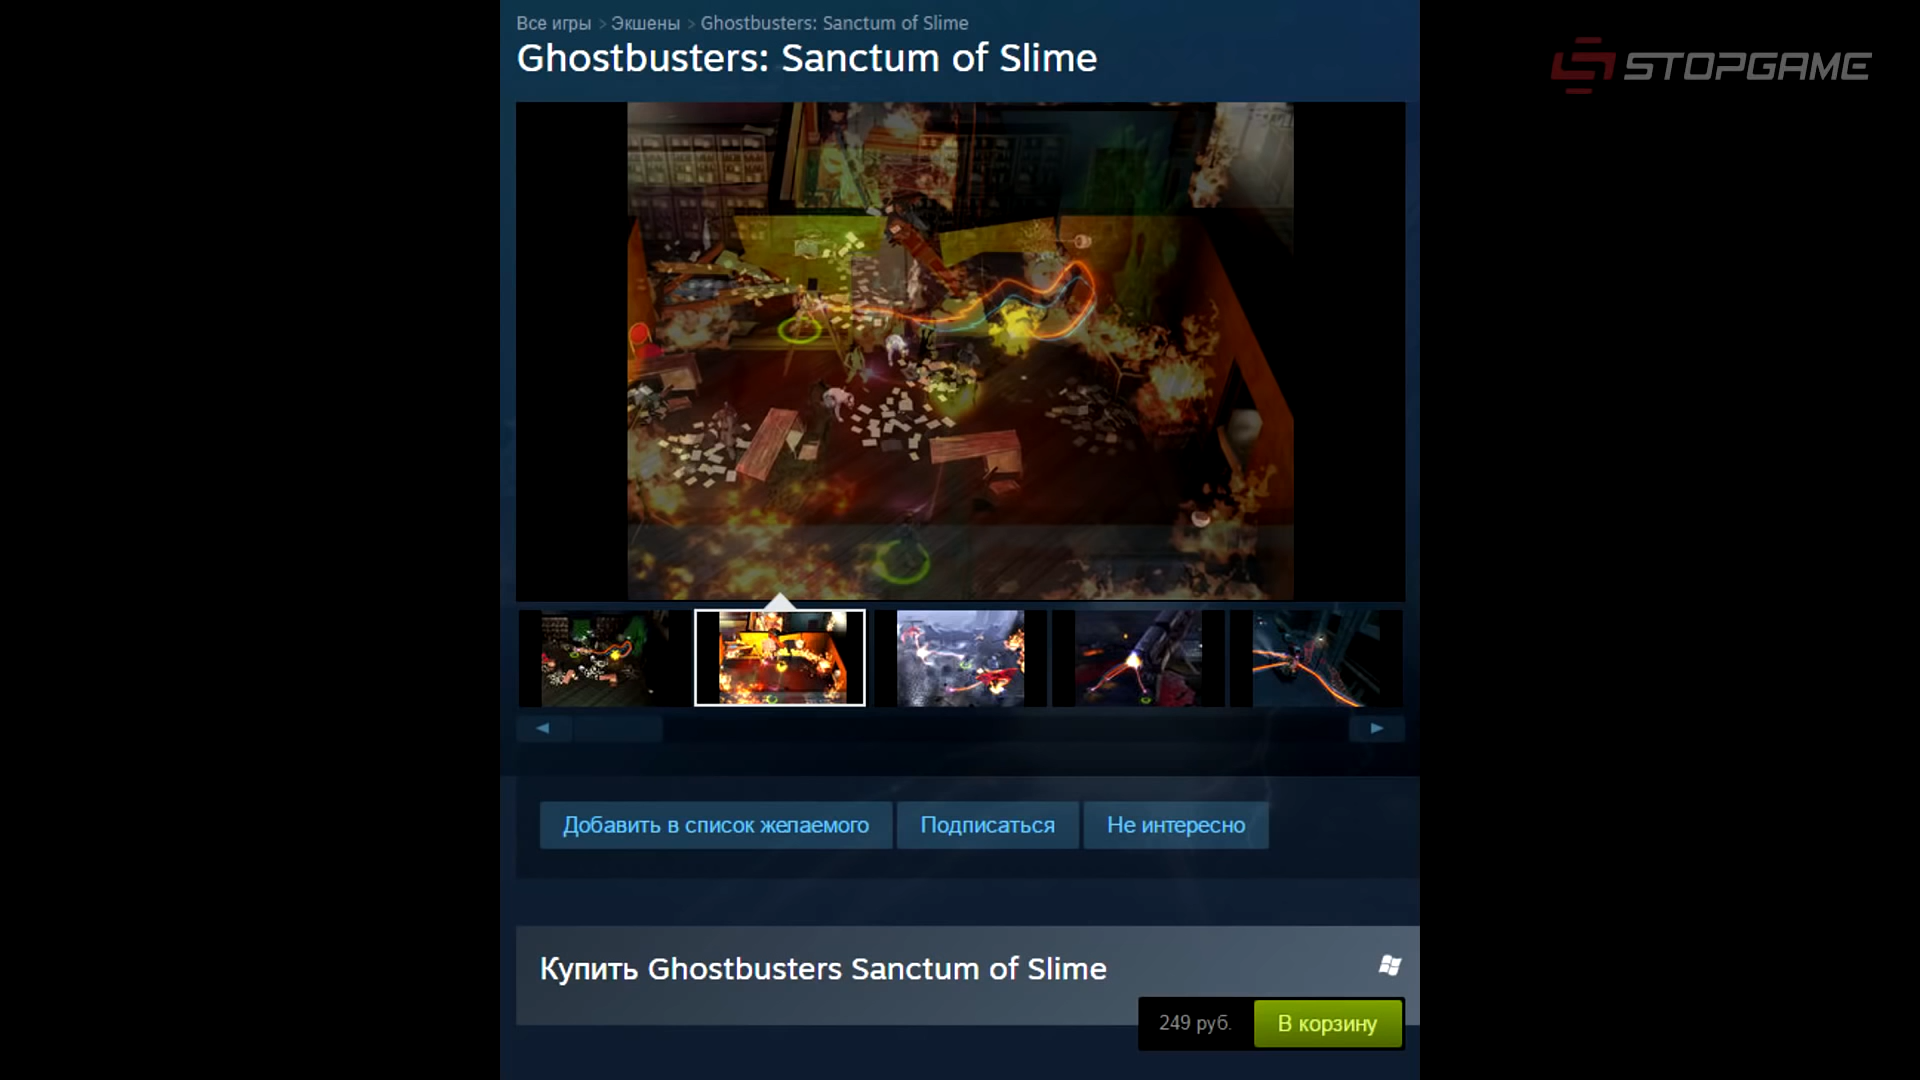 Все игры > Экшены > Ghostbusters: Sanctum of Slime
Ghostbusters: Sanctum of Slime
STOPGAME
Добавить в список желаемого
Подписаться
Не интересно
Купить Ghostbusters Sanctum of Slime
249 руб.
В корзину